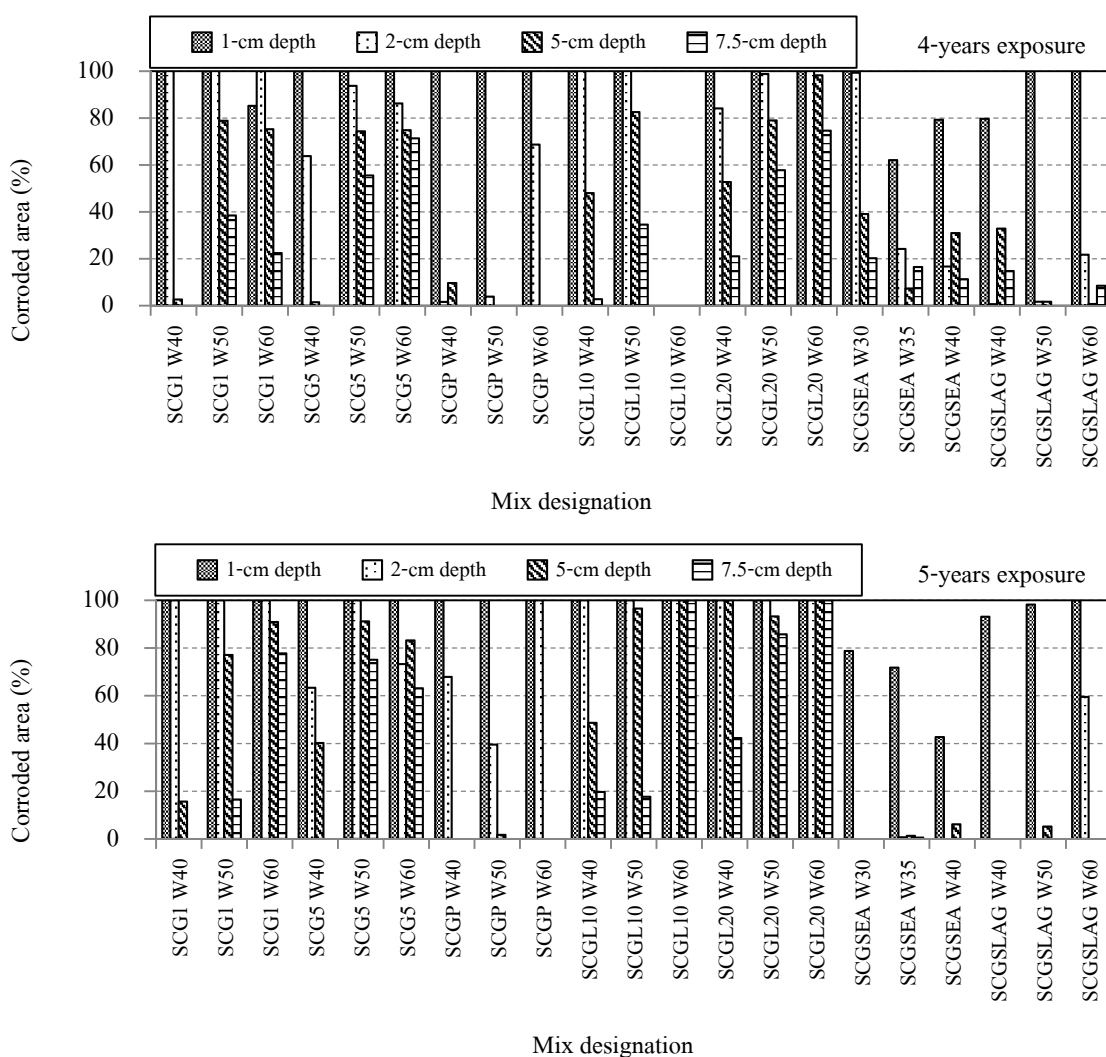 1-cm depth 2-cm depth 5-cm depth 7.5-cm depth 4-years exposure
100
80
60
40
20
0
Corroded area (%)
SCG1 W40
SCG1 W50
SCG1 W60
SCG5 W40
SCG5 W50
SCG5 W60
SCGP W40
SCGP W50
SCGP W60
SCGL10 W40
SCGL10 W50
SCGL10 W60
SCGL20 W40
SCGL20 W50
SCGL20 W60
SCGSEA W30
SCGSEA W35
SCGSEA W40
SCGSLAG W40
SCGSLAG W50
SCGSLAG W60
Mix designation
1-cm depth 2-cm depth 5-cm depth 7.5-cm depth 5-years exposure
100
80
60
40
20
0
Corroded area (%)
SCG1 W40
SCG1 W50
SCG1 W60
SCG5 W40
SCG5 W50
SCG5 W60
SCGP W40
SCGP W50
SCGP W60
SCGL10 W40
SCGL10 W50
SCGL10 W60
SCGL20 W40
SCGL20 W50
SCGL20 W60
SCGSEA W30
SCGSEA W35
SCGSEA W40
SCGSLAG W40
SCGSLAG W50
SCGSLAG W60
Mix designation